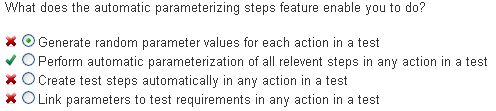 What does the automatic parameterizing steps feature enable you to do?
Generate random parameter values for each action in a test
Perform automatic parameterization of all relevent steps in any action in a test
Create test steps automatically in any action in a test
Link parameters to test requirements in any action in a test